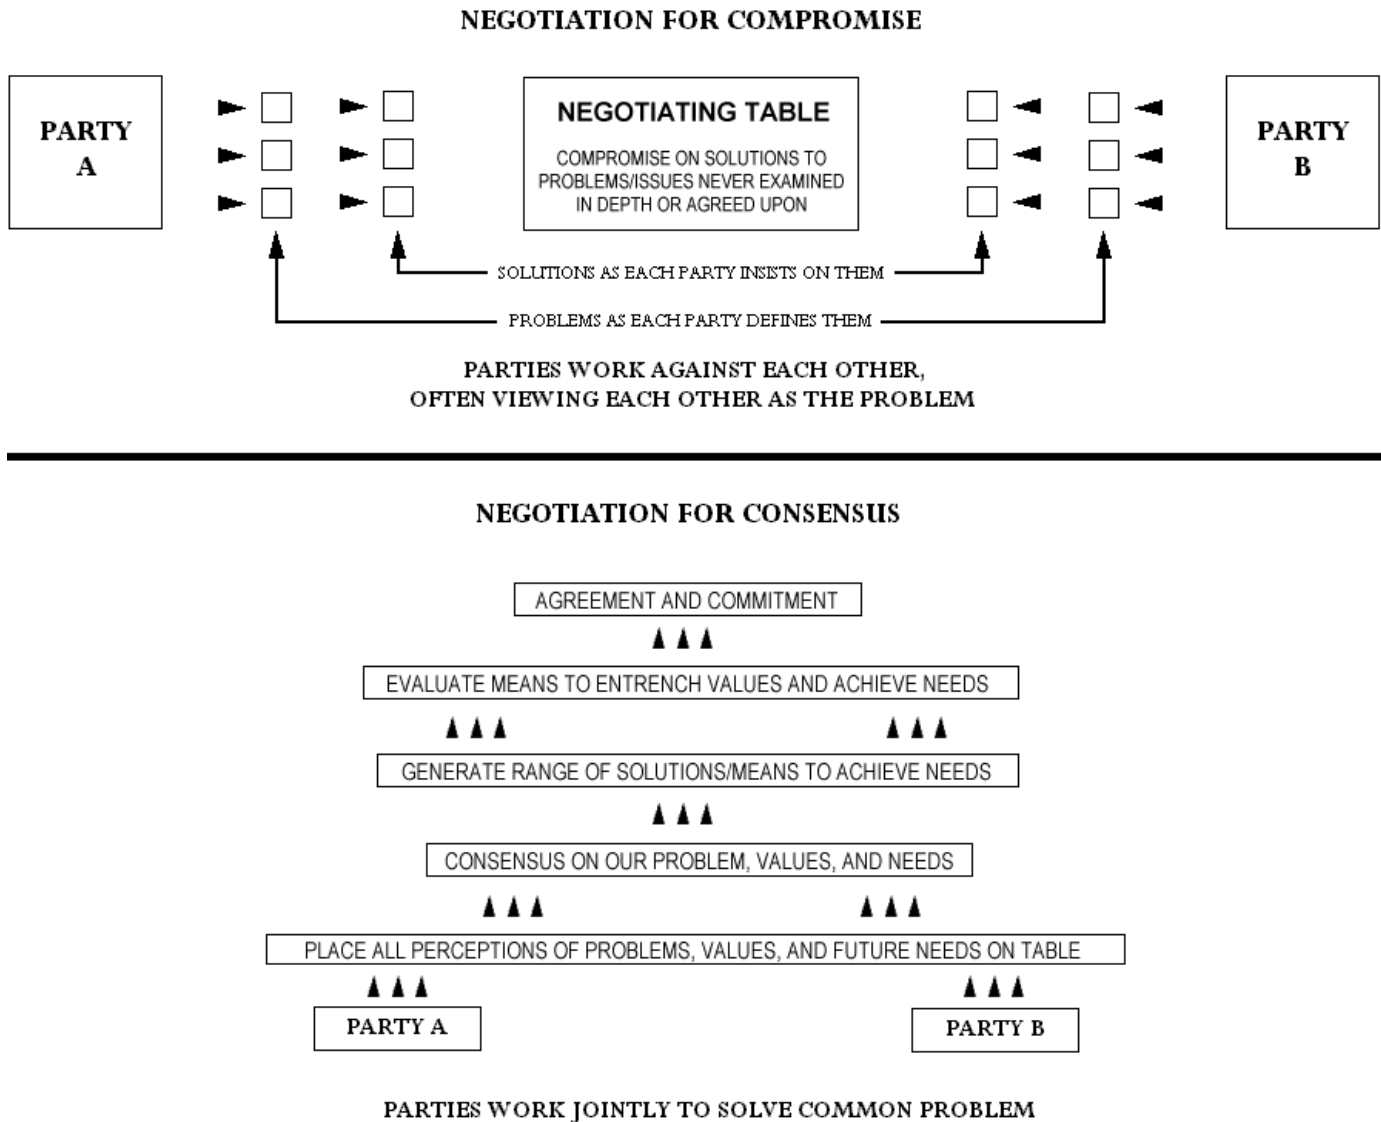 NEGOTIATION FOR COMPROMISE
PARTY
A
NEGOTIATING TABLE
COMPROMISE ON SOLUTIONS TO
PROBLEMS/ISSUES NEVER EXAMINED
IN DEPTH OR AGREED UPON
PARTY
B
SOLUTIONS AS EACH PARTY INSISTS ON THEM
PROBLEMS AS EACH PARTY DEFINES THEM
PARTIES WORK AGAINST EACH OTHER,
OFTEN VIEWING EACH OTHER AS THE PROBLEM
NEGOTIATION FOR CONSENSUS
AGREEMENT AND COMMITMENT
EVALUATE MEANS TO ENTRENCH VALUES AND ACHIEVE NEEDS
GENERATE RANGE OF SOLUTIONS/MEANS TO ACHIEVE NEEDS
CONSENSUS ON OUR PROBLEM, VALUES, AND NEEDS
PLACE ALL PERCEPTIONS OF PROBLEMS, VALUES, AND FUTURE NEEDS ON TABLE
PARTY A
PARTY B
PARTIES WORK JOINTLY TO SOLVE COMMON PROBLEM